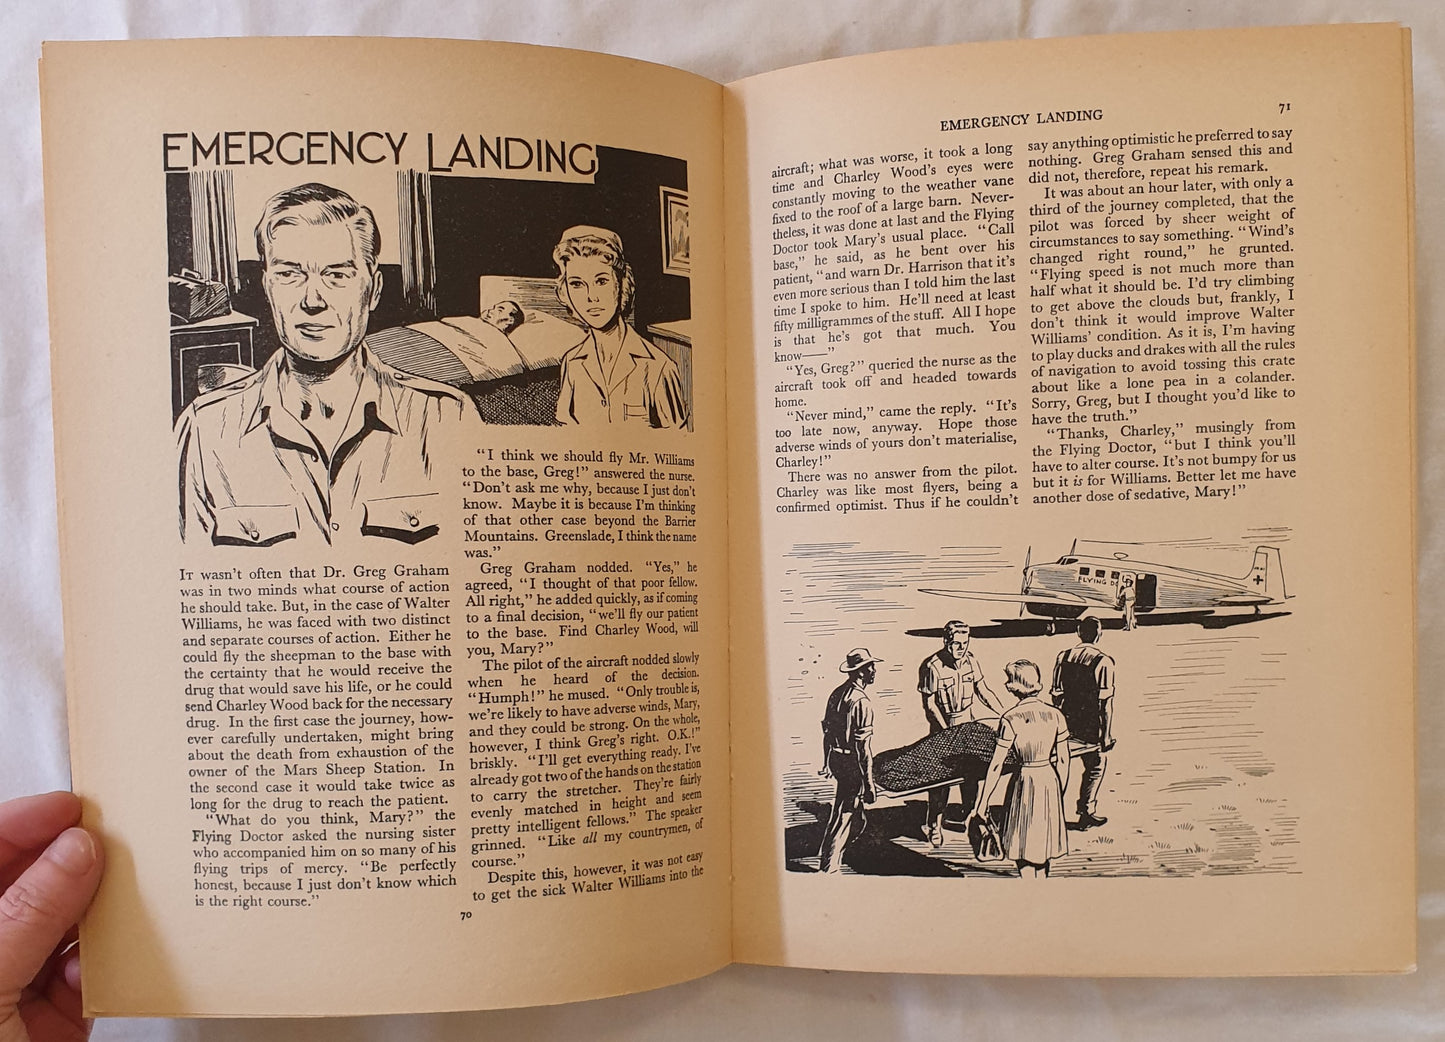 EMERGENCY LANDING
IT wasn't often that Dr. Greg Graham
was in two minds what course of action
he should take. But, in the case of Walter
Williams, he was faced with two distinct
and separate courses of action. Either he
could fly the sheepman to the base with
the certainty that he would receive the
drug that would save his life, or he could
send Charley Wood back for the necessary
drug. In the first case the journey, how-
ever carefully undertaken, might bring
about the death from exhaustion of the
owner of the Mars Sheep Station. In
the second case it would take twice as
long for the drug to reach the patient.
"What do you think, Mary?" the
Flying Doctor asked the nursing sister
who accompanied him on so many of his
flying trips of mercy. "Be perfectly
honest, because I just don't know which
is the right course."
"I think we should fly Mr. Williams
to the base, Greg!" answered the nurse.
"Don't ask me why, because I just don't
know. Maybe it is because I'm thinking
of that other case beyond the Barrier
Mountains. Greenslade, I think the name
was."
Greg Graham nodded. "Yes," he
agreed, "I thought of that poor fellow.
All right," he added quickly, as if coming
to a final decision, "we'll fly our patient
to the base. Find Charley Wood, will
you, Mary?"
The pilot of the aircraft nodded slowly
when he heard of the decision.
"Humph!" he mused. "Only trouble is,
we're likely to have adverse winds, Mary,
and they could be strong. On the whole,
however, I think Greg's right. O.K.!"
briskly. "I'll get everything ready. I've
already got two of the hands on the station
to carry the stretcher. They're fairly
evenly matched in height and seem
pretty intelligent fellows." The speaker
grinned. "Like all my countrymen, of
course."
Despite this, however, it was not easy
to get the sick Walter Williams into the
70
EMERGENCY LANDING
71
aircraft; what was worse, it took a long
time and Charley Wood's eyes were
constantly moving to the weather vane
fixed to the roof of a large barn. Never-
theless, it was done at last and the Flying
Doctor took Mary's usual place. "Call
base," he said, as he bent over his
patient, "and warn Dr. Harrison that it's
even more serious than I told him the last
time I spoke to him. He'll need at least
fifty milligrammes of the stuff. All I hope
is that he's got that much. You
know——"
"Yes, Greg?" queried the nurse as the
aircraft took off and headed towards
home.
"Never mind," came the reply. "It's
too late now, anyway. Hope those
adverse winds of yours don't materialise,
Charley!"
There was no answer from the pilot.
Charley was like most flyers, being a
confirmed optimist. Thus if he couldn't
say anything optimistic he preferred to say
nothing. Greg Graham sensed this and
did not, therefore, repeat his remark.
It was about an hour later, with only a
third of the journey completed, that the
pilot was forced by sheer weight of
circumstances to say something. "Wind's
changed right round," he grunted.
"Flying speed is not much more than
half what it should be. I'd try climbing
to get above the clouds but, frankly, I
don't think it would improve Walter
Williams' condition. As it is, I'm having
to play ducks and drakes with all the rules
of navigation to avoid tossing this crate
about like a lone pea in a colander.
Sorry, Greg, but I thought you'd like to
have the truth."
"Thanks, Charley," musingly from
the Flying Doctor, "but I think you'll
have to alter course. It's not bumpy for us
but it is for Williams. Better let me have
another dose of sedative, Mary!"
FLYING